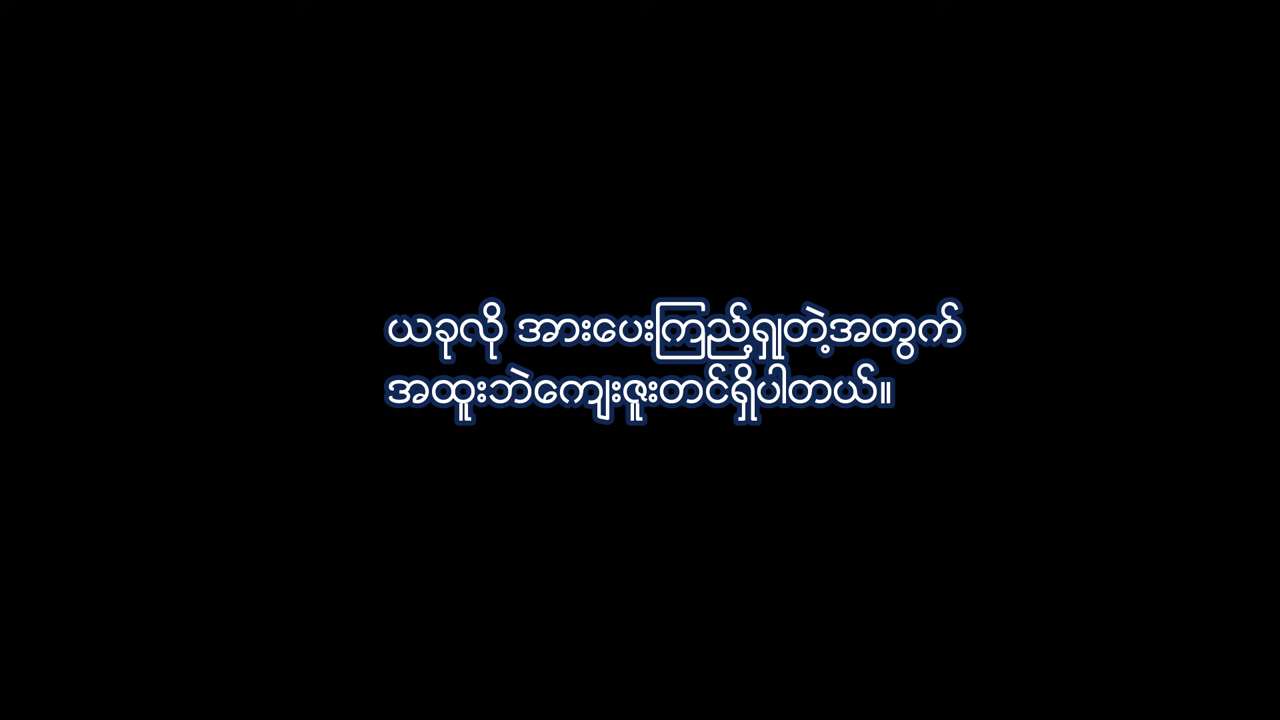 ယခုလို အားပေးကြည့်ရှုတဲ့အတွက်
အထူးဘဲကျေးဇူးတင်ရှိပါတယ်။